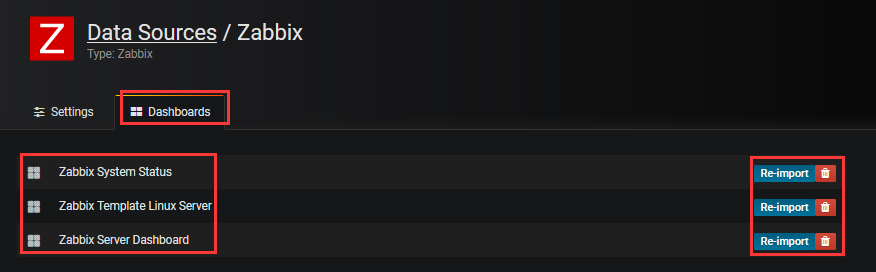 Z
Data Sources / Zabbix
Type: Zabbix
Settings
Dashboards
Zabbix System Status
Re-import
Zabbix Template Linux Server
Re-import
Zabbix Server Dashboard
Re-import